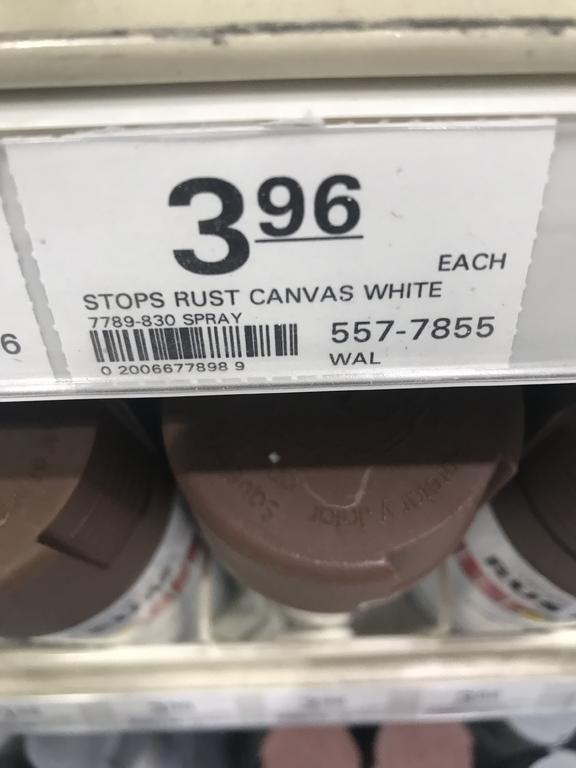 3 96
EACH
STOPS RUST CANVAS WHITE
7789-830 SPRAY
557-7855
WAL
0 2006677898 9
6